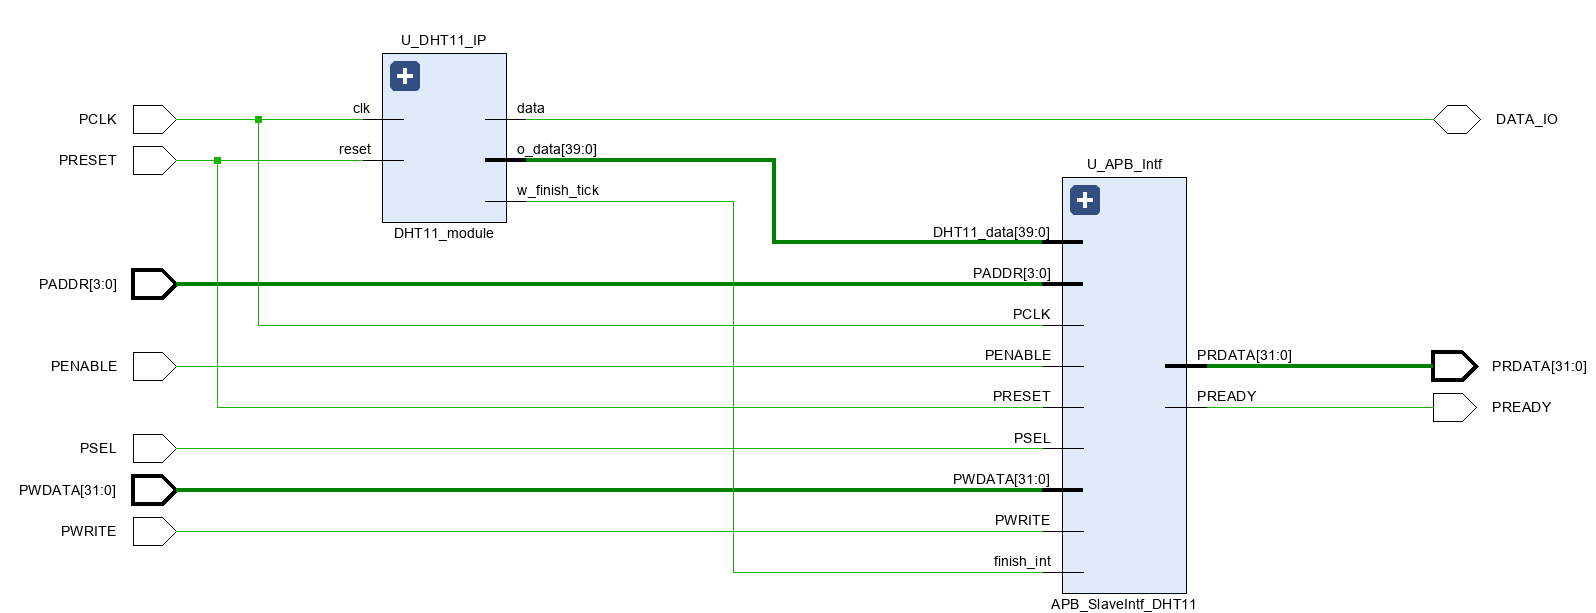 U_DHT11_IP
PCLK
clk
data
DATA_IO
PRESET
reset
o_data[39:0]
U_APB_Intf
w_finish_tick
DHT11_module
DHT11_data[39:0]
PADDR[3:0]
PADDR[3:0]
PCLK
PENABLE
PENABLE
PRDATA[31:0]
PRDATA[31:0]
PRESET
PREADY
PREADY
PSEL
PSEL
PWDATA[31:0]
PWDATA[31:0]
PWRITE
PWRITE
finish_int
APB_SlaveIntf_DHT11